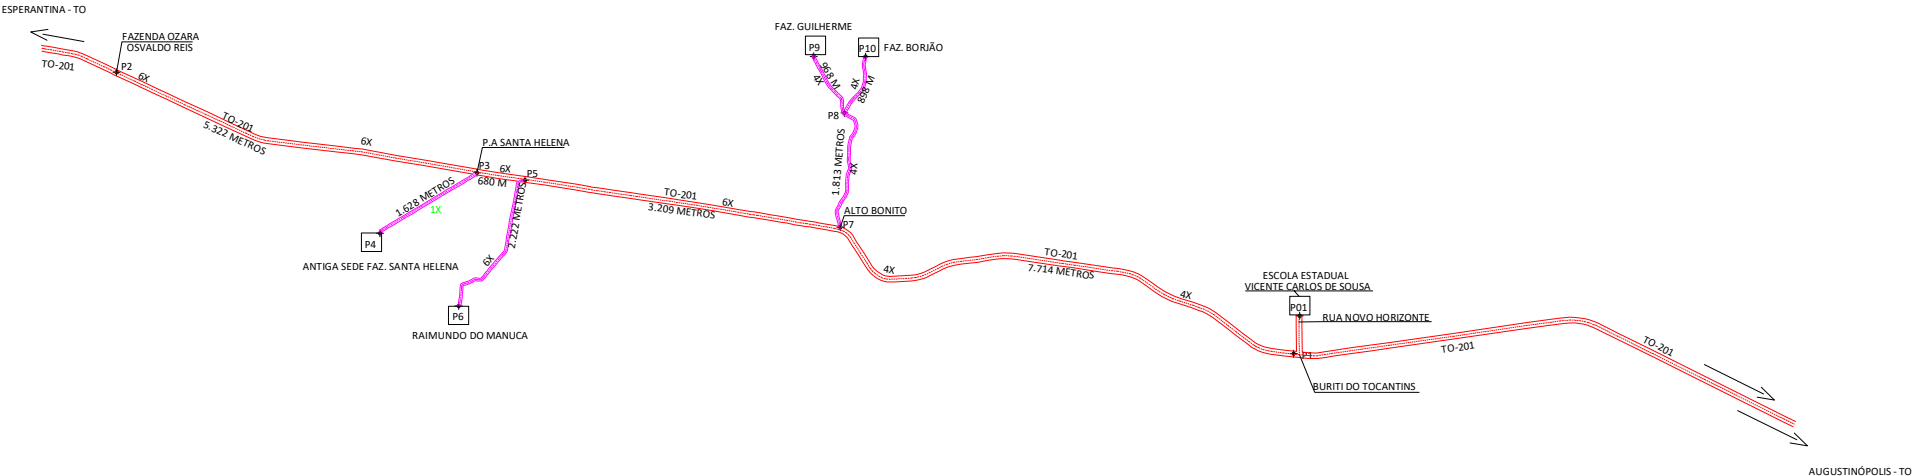 ESPERANTINA - TO
TO-201
FAZENDA OZARA
OSVALDO REIS
P2
6X
TO-201
5.322 METROS
6X
P.A SANTA HELENA
P3
6X
680 M
P5
1.628 METROS
1X
P4
ANTIGA SEDE FAZ. SANTA HELENA
2.222 METROS
6X
P6
RAIMUNDO DO MANUCA
TO-201
6X
3.209 METROS
FAZ. GUILHERME
P9
P10
FAZ. BORJÃO
968 M
4X
4X
898 M
P8
1.813 METROS
4X
ALTO BONITO
P7
4X
TO-201
7.714 METROS
4X
ESCOLA ESTADUAL
VICENTE CARLOS DE SOUSA
P01
RUA NOVO HORIZONTE
P1
BURITI DO TOCANTINS
TO-201
TO-201
AUGUSTINÓPOLIS - TO